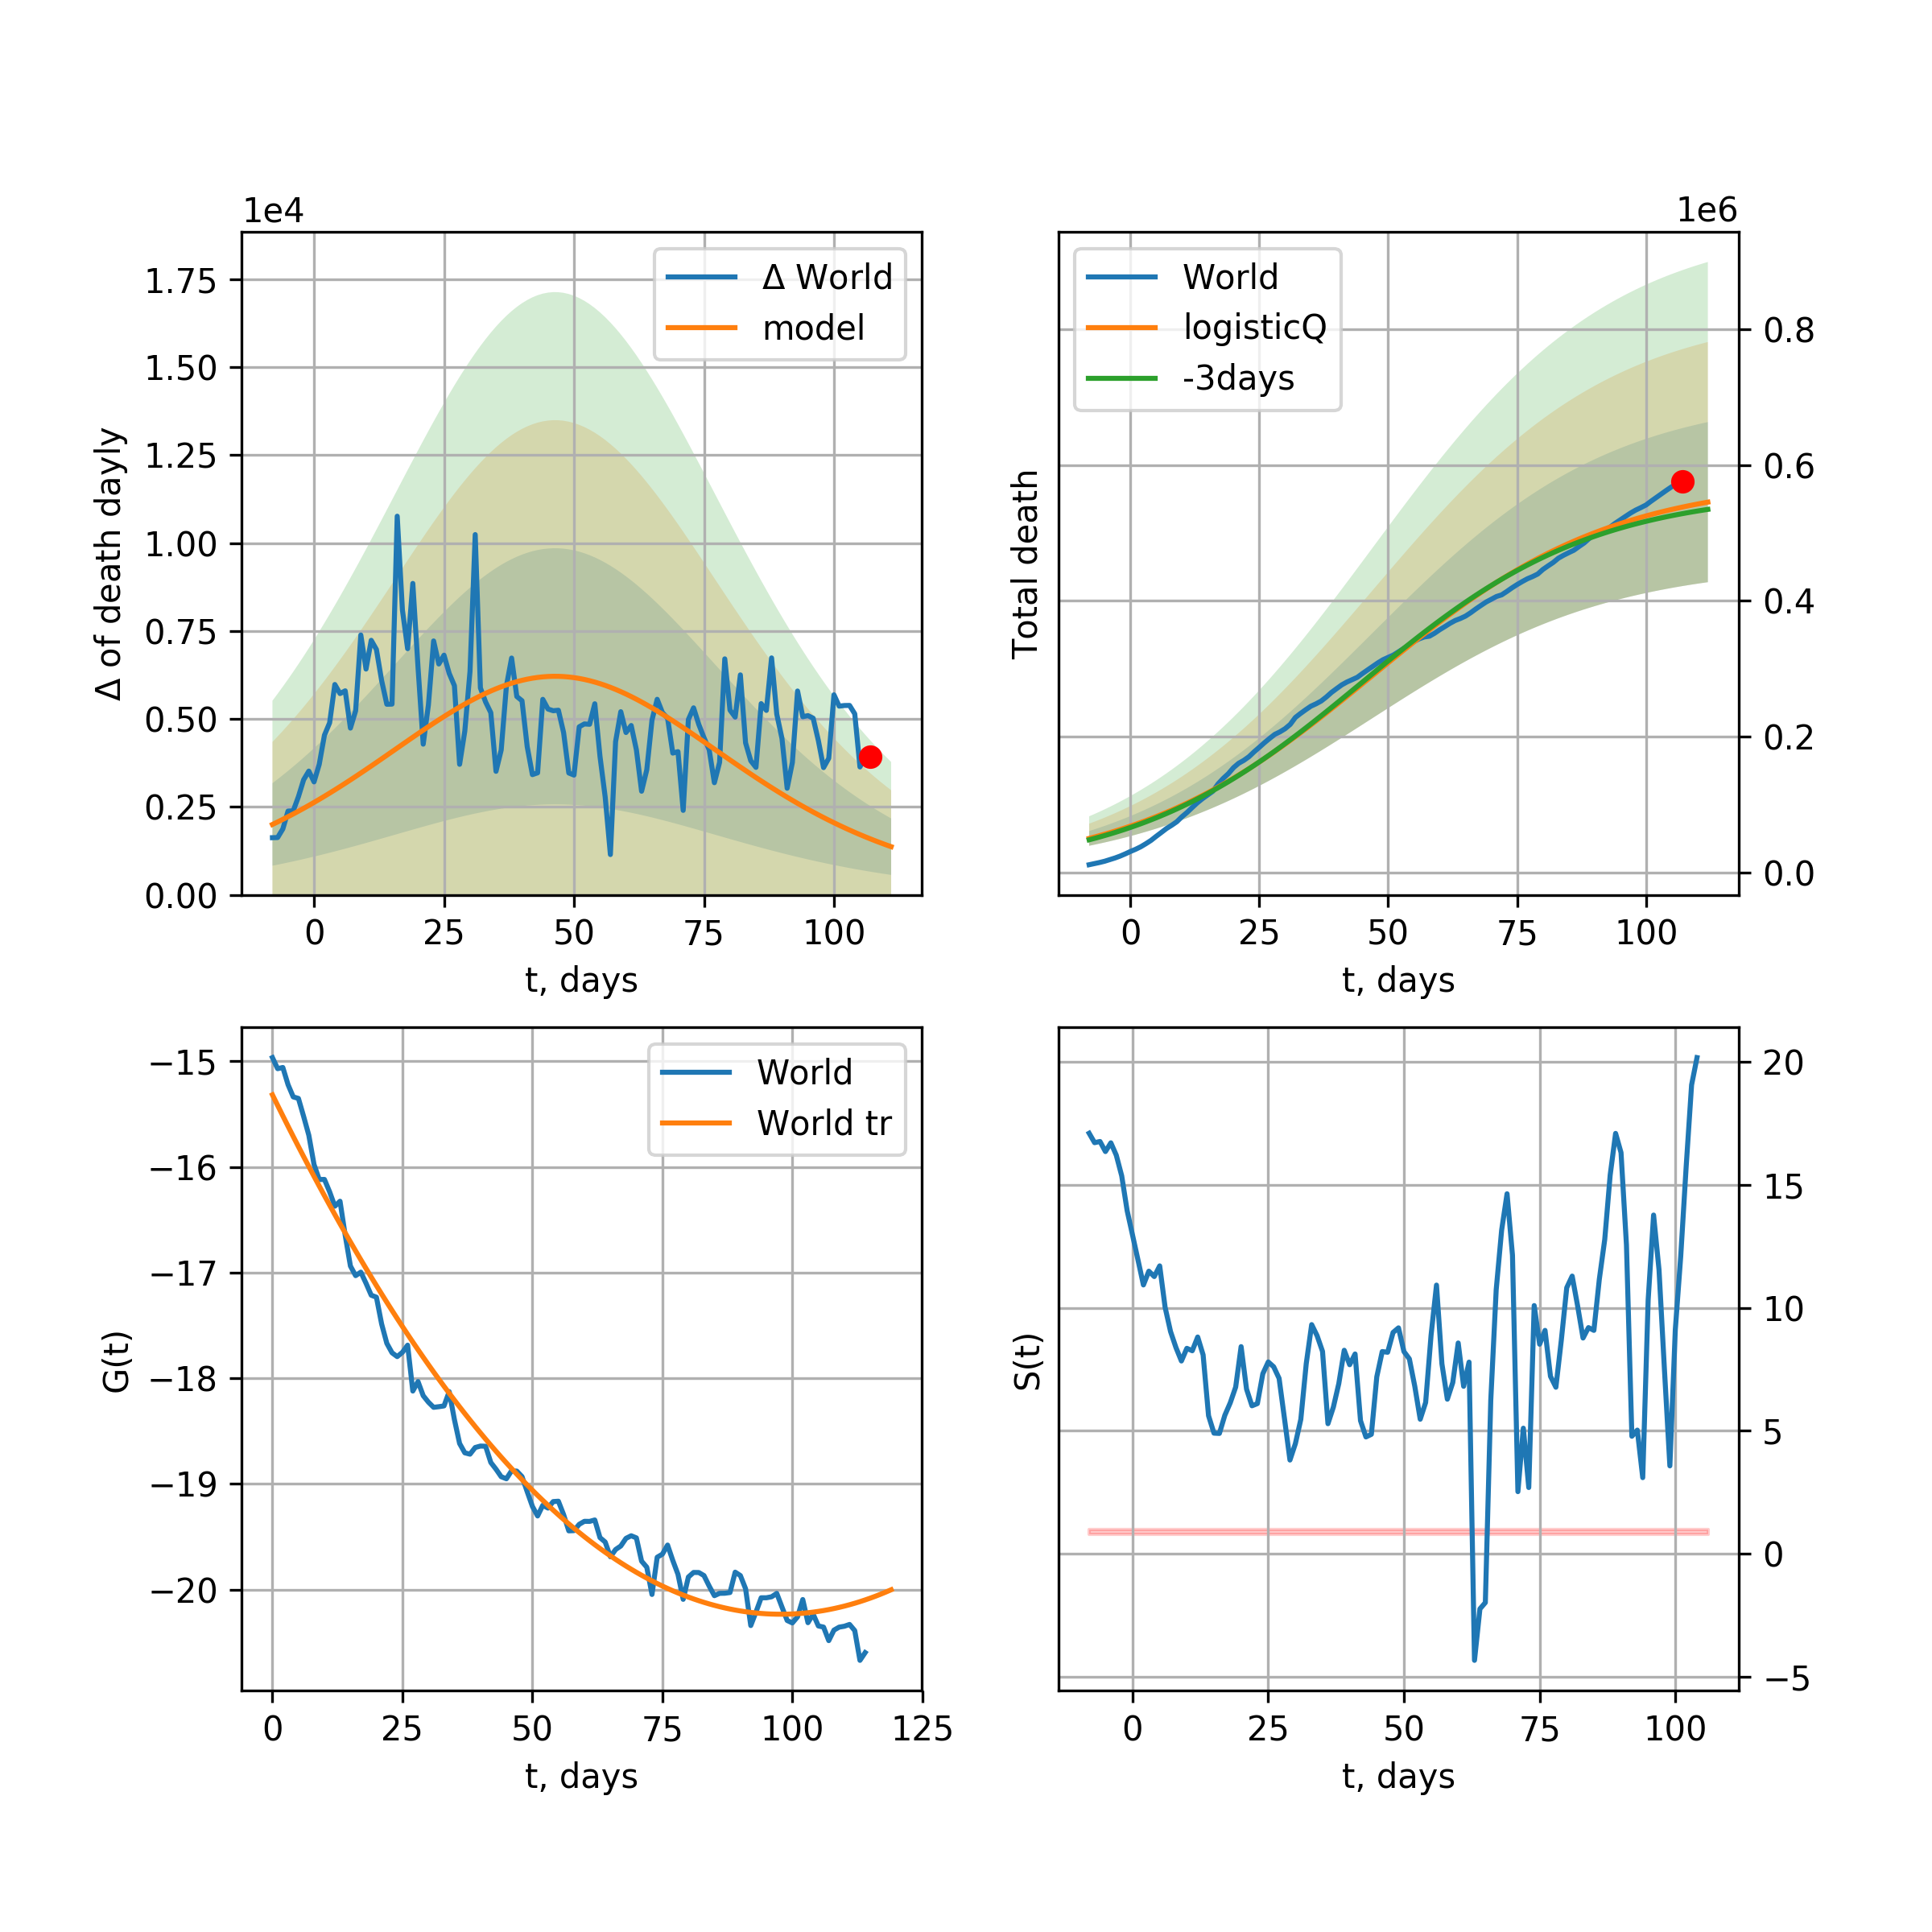 1e4
1.75
1.50
1.25
1.00
0.75
0.50
0.25
0.00
Δ of death dayly
Δ World
model
0 25 50 75 100
t, days
1e6
World
logisticQ
-3days
Total death
0.8
0.6
0.4
0.2
0.0
0 25 50 75 100
t, days
−15
−16
−17
−18
−19
−20
G(t)
World
World tr
0 25 50 75 100 125
t, days
S(t)
20
15
10
5
0
−5
0 25 50 75 100
t, days